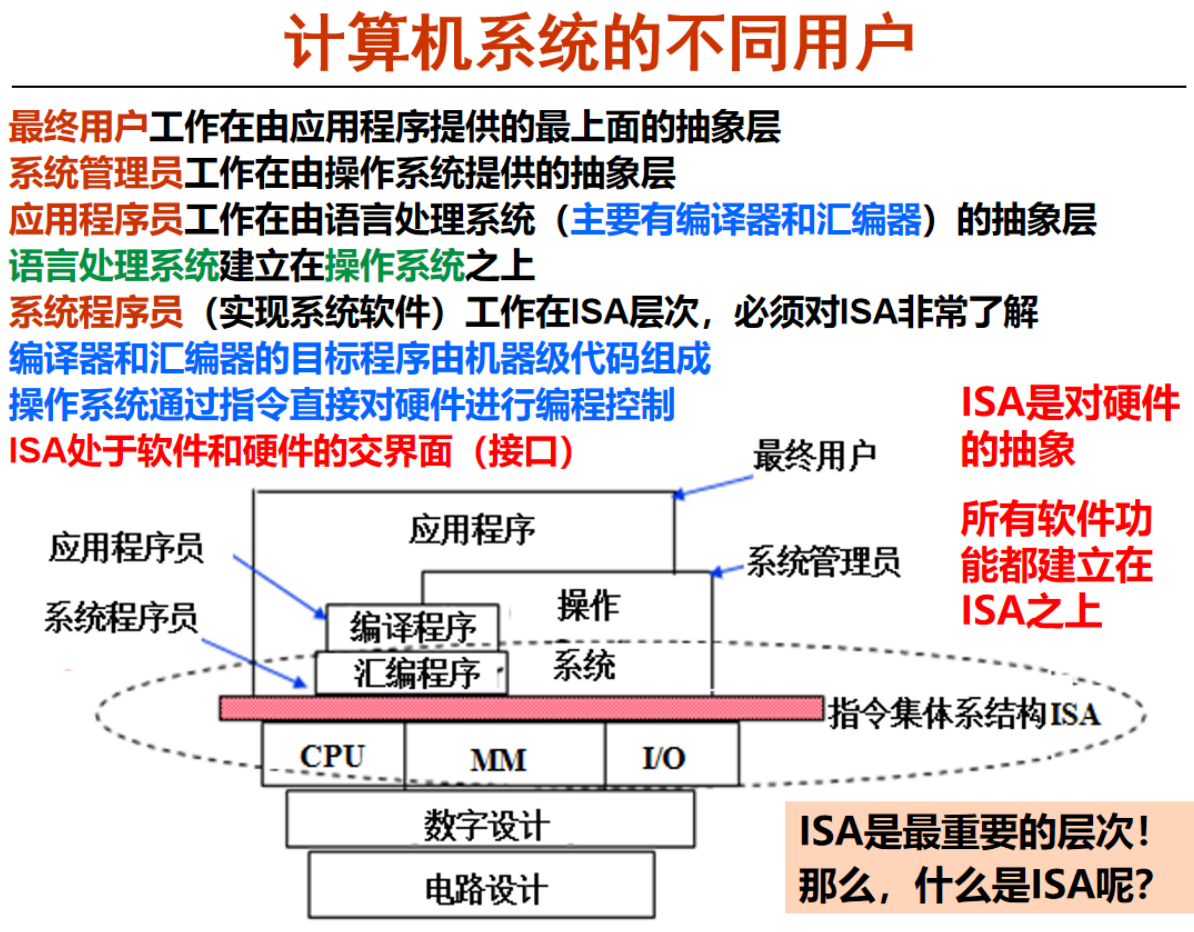 计算机系统的不同用户
最终用户工作在由应用程序提供的最上面的抽象层
系统管理员工作在由操作系统提供的抽象层
应用程序员工作在由语言处理系统（主要有编译器和汇编器）的抽象层
语言处理系统建立在操作系统之上
系统程序员（实现系统软件）工作在ISA层次，必须对ISA非常了解
编译器和汇编器的目标程序由机器级代码组成
操作系统通过指令直接对硬件进行编程控制
ISA处于软件和硬件的交界面（接口）
ISA是对硬件
的抽象
所有软件功
能都建立在
ISA之上
最终用户
应用程序
应用程序员
系统管理员
操作
系统程序员
编译程序
系统
汇编程序
指令集体系结构ISA
CPU
MM
I/O
数字设计
电路设计
ISA是最重要的层次！
那么，什么是ISA呢？